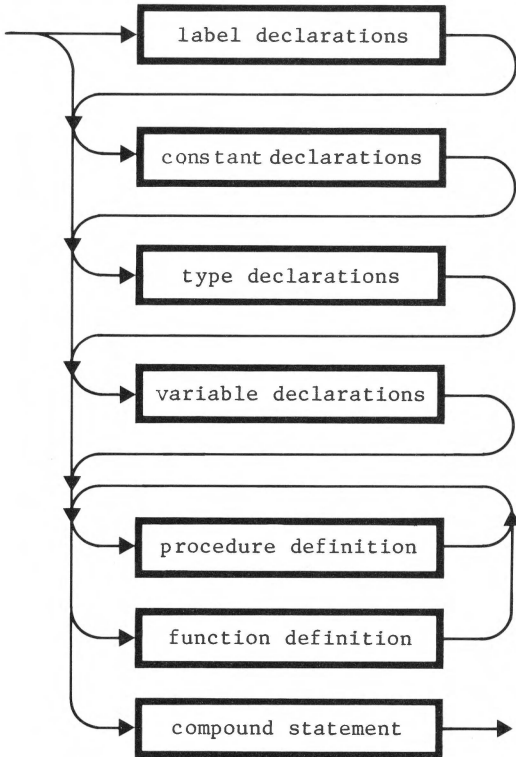 label declarations
constant declarations
type declarations
variable declarations
procedure definition
function definition
compound statement